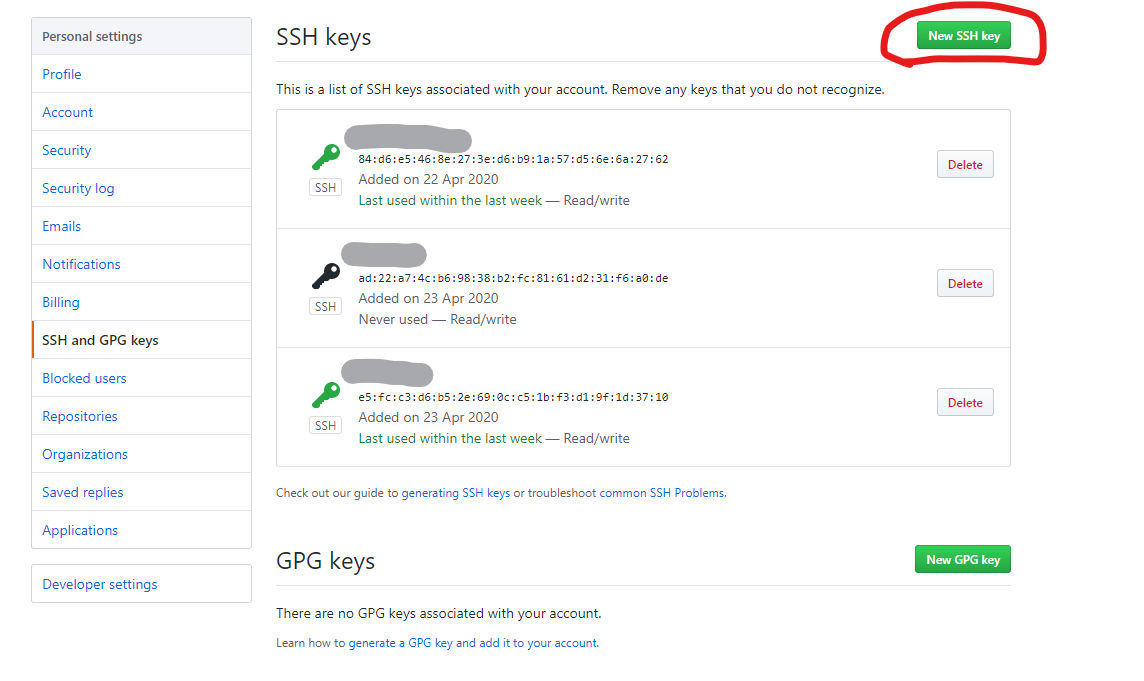 Personal settings
Profile
Account
Security
Security log
Emails
Notifications
Billing
SSH and GPG keys
Blocked users
Repositories
Organizations
Saved replies
Applications
Developer settings
SSH keys
New SSH key
This is a list of SSH keys associated with your account. Remove any keys that you do not recognize.
84:d6:e5:46:8e:27:3e:d6:b9:1a:57:d5:6e:6a:27:62
SSH
Added on 22 Apr 2020
Last used within the last week — Read/write
Delete
ad:22:a7:4c:b6:98:38:b2:fc:81:61:d2:31:f6:a0:de
SSH
Added on 23 Apr 2020
Never used — Read/write
Delete
e5:fc:c3:d6:b5:2e:69:0c:c5:1b:f3:d1:9f:1d:37:10
SSH
Added on 23 Apr 2020
Last used within the last week — Read/write
Delete
Check out our guide to generating SSH keys or troubleshoot common SSH Problems.
GPG keys
New GPG key
There are no GPG keys associated with your account.
Learn how to generate a GPG key and add it to your account.